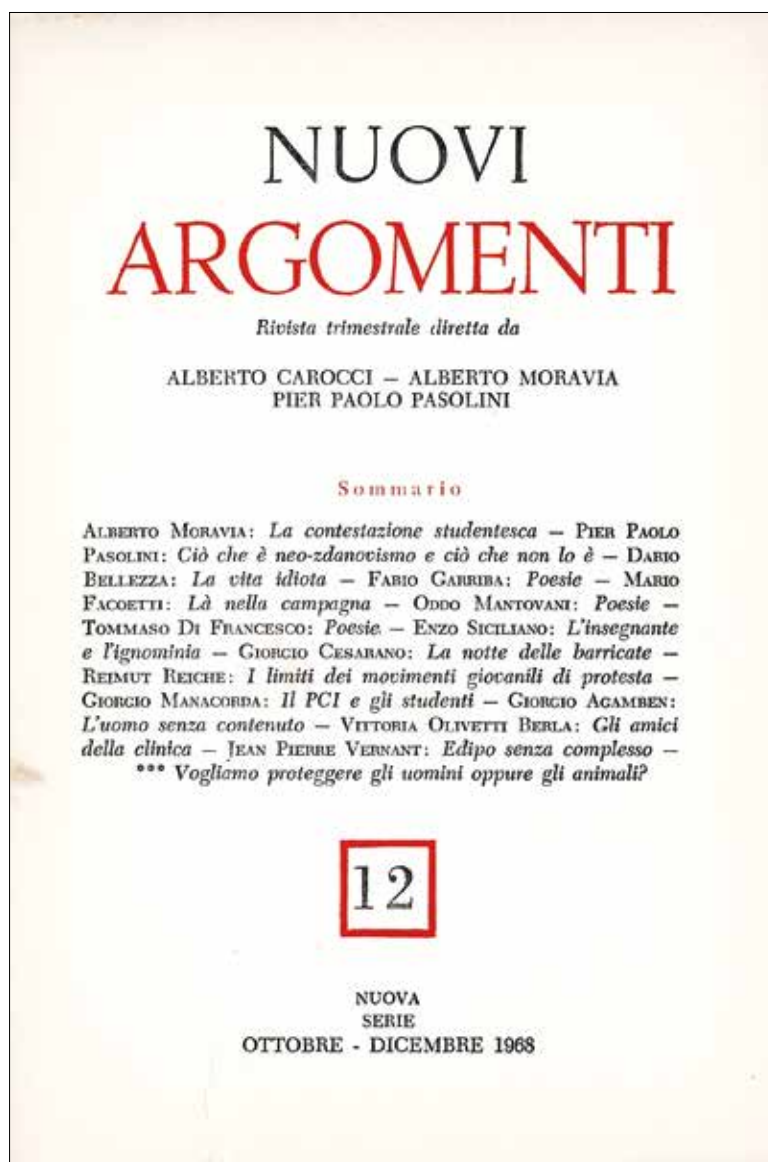 NUOVI
ARGOMENTI
Rivista trimestrale diretta da
ALBERTO CAROCCI – ALBERTO MORAVIA
PIER PAOLO PASOLINI
Sommario
ALBERTO MORAVIA: La contestazione studentesca – PIER PAOLO
PASOLINI: Ciò che è neo-zdanovismo e ciò che non lo è – DARIO
BELLEZZA: La vita idiota – FABIO GARRIBA: Poesie – MARIO
FACOETTI: Là nella campagna – ODDO MANTOVANI: Poesie –
TOMMASO DI FRANCESCO: Poesie – ENZO SICILIANO: L'insegnante
e l'ignominia – GIORGIO CESARANO: La notte delle barricate –
REIMUT REICHE: I limiti dei movimenti giovanili di protesta –
GIORGIO MANACORDA: Il PCI e gli studenti – GIORGIO AGAMBEN:
L'uomo senza contenuto – VITTORIA OLIVETTI BERLA: Gli amici
della clinica – JEAN PIERRE VERNANT: Edipo senza complesso –
*** Vogliamo proteggere gli uomini oppure gli animali?
12
NUOVA
SERIE
OTTOBRE - DICEMBRE 1968